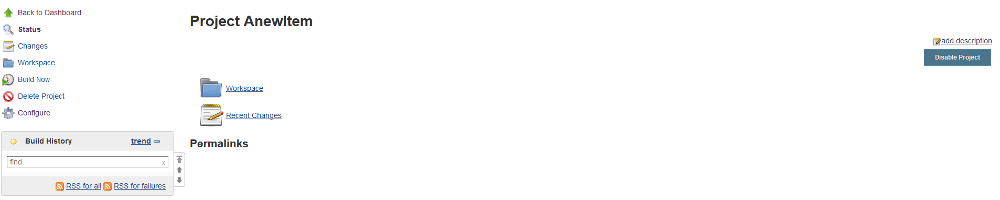 Back to Dashboard
Status
Changes
Workspace
Build Now
Delete Project
Configure
Build History trend
find x
RSS for all RSS for failures
Project AnewItem
add description
Disable Project
Workspace
Recent Changes
Permalinks